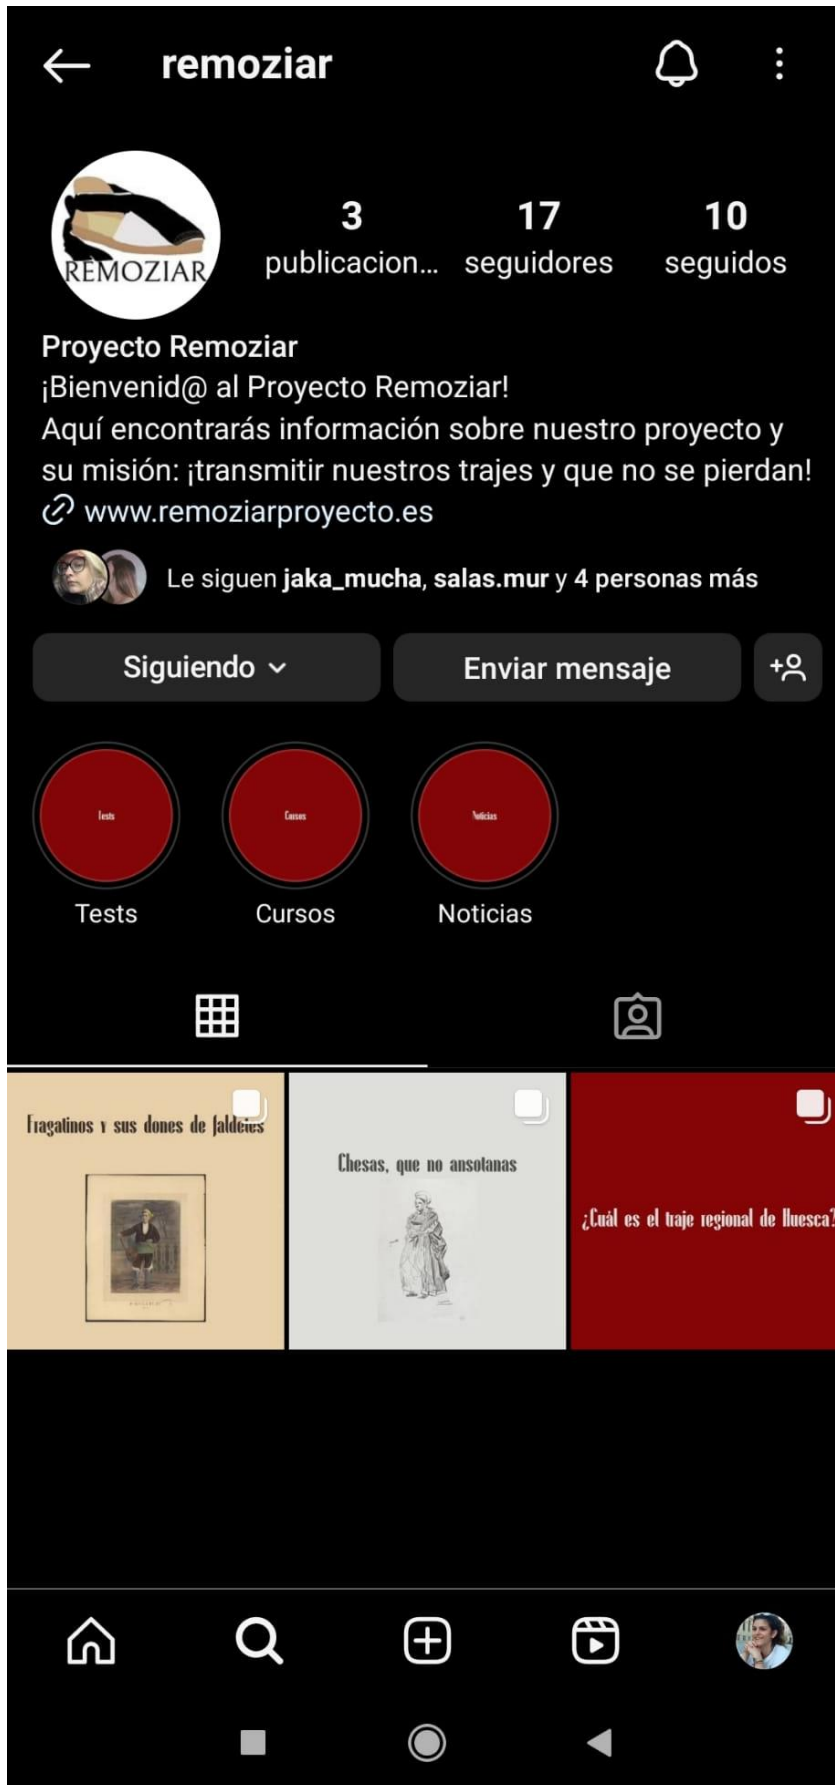 remoziar
REMOZIAR
3
publicacion...
17
seguidores
10
seguidos
Proyecto Remoziar
¡Bienvenid@ al Proyecto Remoziar!
Aquí encontrarás información sobre nuestro proyecto y
su misión: ¡transmitir nuestros trajes y que no se pierdan!
www.remoziarproyecto.es
Le siguen jaka_mucha, salas.mur y 4 personas más
Siguiendo
Enviar mensaje
Tests
Cursos
Noticias
Tests
Cursos
Noticias
Fragatinos y sus dones de faldetes
Chesas, que no ansotanas
¿Cuál es el traje regional de Huesca?